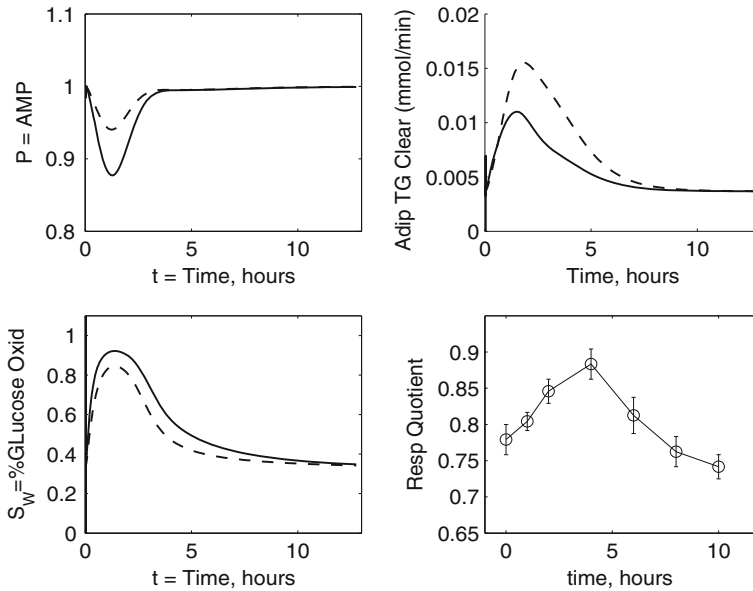 1.1
1
0.9
0.8
P = AMP
0 5 10
t = Time, hours
0.02
0.015
0.01
0.005
0
Adip TG Clear (mmol/min)
0 5 10
Time, hours
1
0.8
0.6
0.4
0.2
0
S_W=%GLucose Oxid
0 5 10
t = Time, hours
0.9
0.85
0.8
0.75
0.7
0.65
Resp Quotient
0 5 10
time, hours